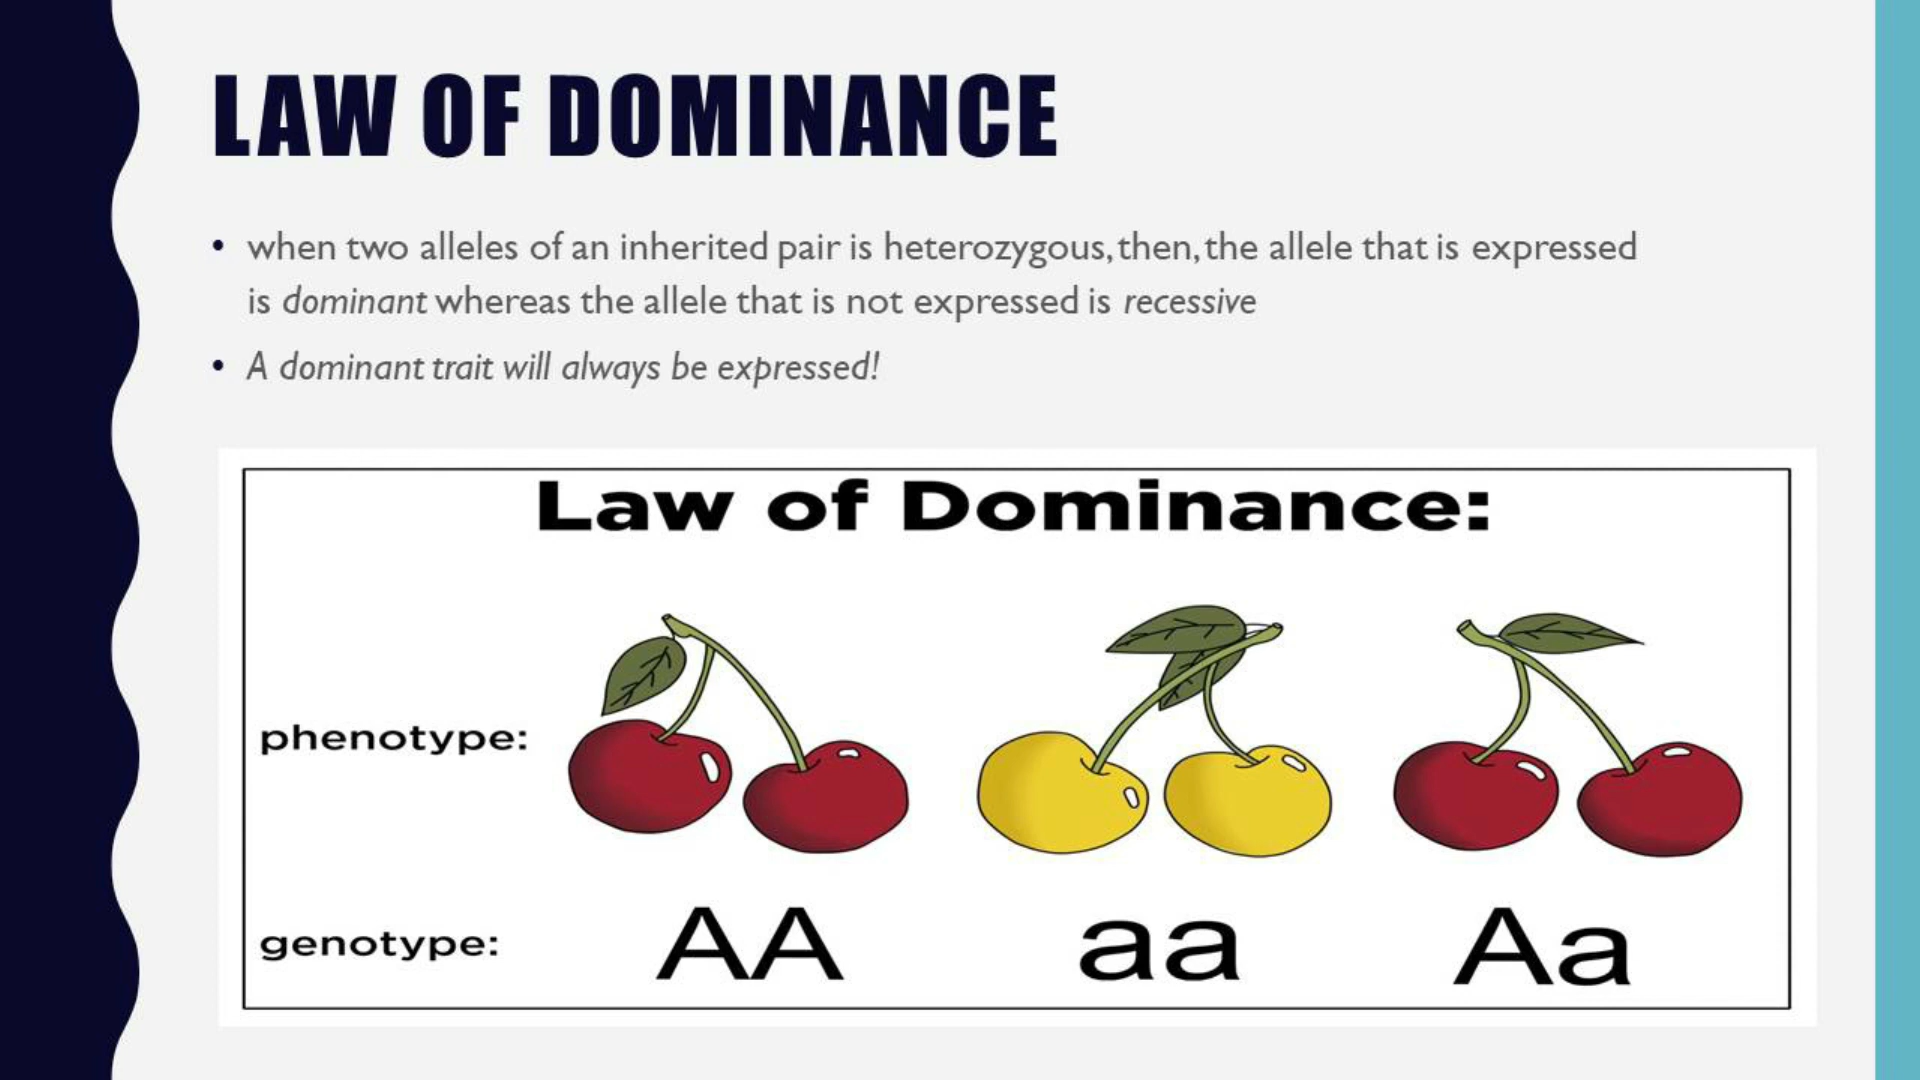 LAW OF DOMINANCE
• when two alleles of an inherited pair is heterozygous, then, the allele that is expressed
is dominant whereas the allele that is not expressed is recessive
• A dominant trait will always be expressed!
Law of Dominance:
phenotype:
genotype: AA aa Aa